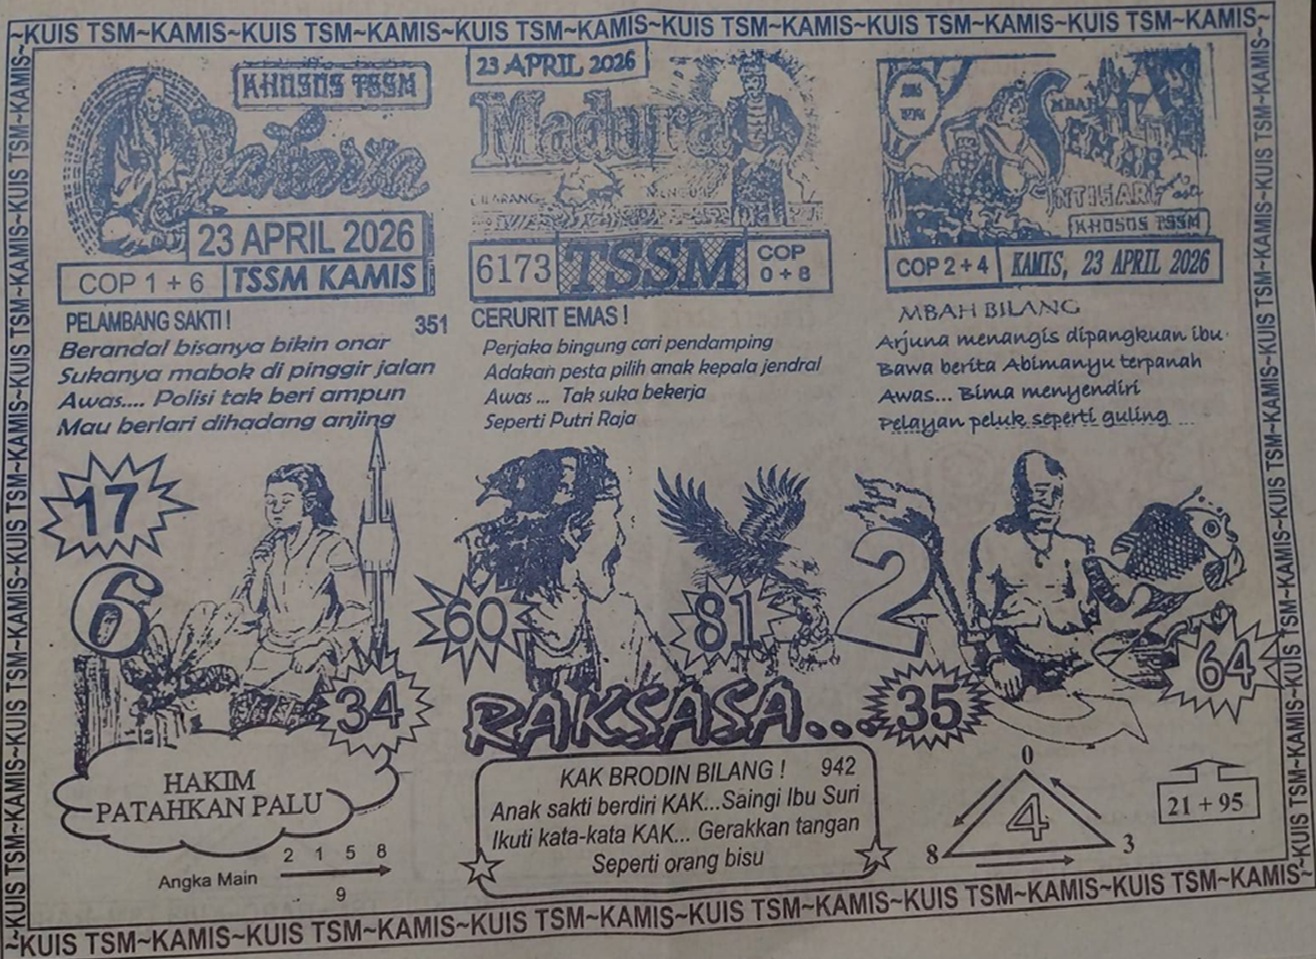 ~KUIS TSM~KAMIS~KUIS TSM~KAMIS~KUIS TSM~KAMIS~KUIS TSM~KAMIS~KUIS TSM~KAMIS~KUIS TSM~KAMIS~
KHOSOS TSSM
23 APRIL 2026
COP 1 + 6
TSSM KAMIS
PELAMBANG SAKTI !
351
Berandal bisanya bikin onar
Sukanya mabok di pinggir jalan
Awas.... Polisi tak beri ampun
Mau berlari dihadang anjing
17
6
34
HAKIM
PATAHKAN PALU
2 1 5 8
Angka Main
9
23 APRIL 2026
Madura
6173
TSSM
COP
0 + 8
CERURIT EMAS !
Perjaka bingung cari pendamping
Adakan pesta pilih anak kepala jendral
Awas ... Tak suka bekerja
Seperti Putri Raja
60
81
RAKSASA...
KAK BRODIN BILANG !
942
Anak sakti berdiri KAK...Saingi Ibu Suri
Ikuti kata-kata KAK... Gerakkan tangan
Seperti orang bisu
MBAH
INTISARI
KHOSOS TSSM
COP 2 + 4
KAMIS, 23 APRIL 2026
MBAH BILANG
Arjuna menangis dipangkuan ibu
Bawa berita Abimanyu terpanah
Awas... Bima menyendiri
Pelayan peluk seperti guling ...
2
35
64
0
4
8
3
21 + 95
~KUIS TSM~KAMIS~KUIS TSM~KAMIS~KUIS TSM~KAMIS~KUIS TSM~KAMIS~KUIS TSM~KAMIS~KUIS TSM~KAMIS~